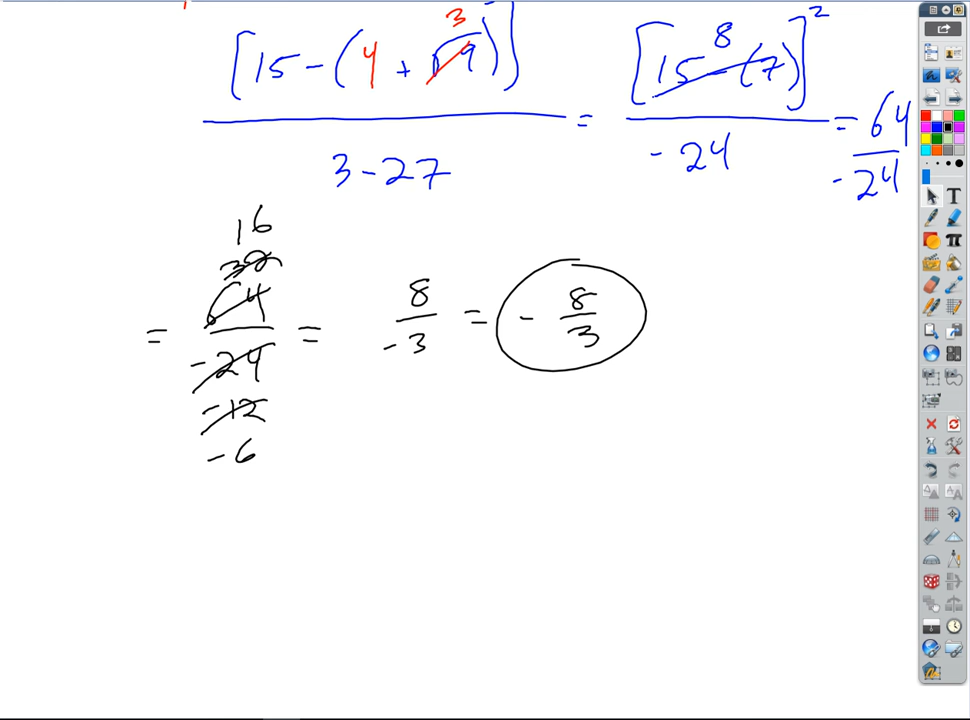 3
[15 - (4 + √9)]² = [15 - (7)]² = 64
8
3 - 27
- 24
- 24
16
32
= 64 = 8 = - 8
- 24
- 3
3
- 12
- 6
T
π